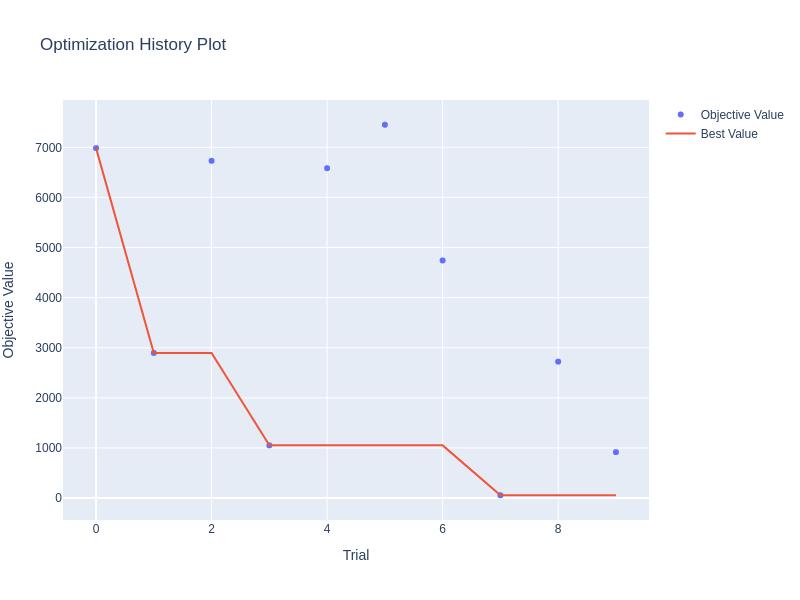 Optimization History Plot
Objective Value
Best Value
7000
6000
5000
4000
3000
2000
1000
0
Objective Value
0
2
4
6
8
Trial